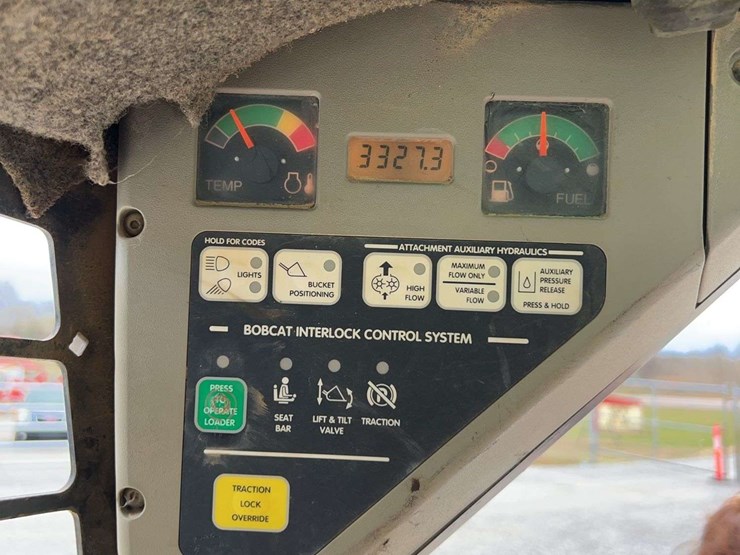 TEMP
3327.3
FUEL
HOLD FOR CODES
LIGHTS
BUCKET
POSITIONING
ATTACHMENT AUXILIARY HYDRAULICS
HIGH
FLOW
MAXIMUM
FLOW ONLY
VARIABLE
FLOW
AUXILIARY
PRESSURE
RELEASE
PRESS & HOLD
BOBCAT INTERLOCK CONTROL SYSTEM
PRESS
TO
OPERATE
LOADER
SEAT
BAR
LIFT & TILT
VALVE
TRACTION
TRACTION
LOCK
OVERRIDE